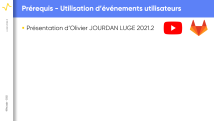 Prérequis - Utilisation d'événements utilisateurs
• Présentation d'Olivier JOURDAN LUGE 2021.2